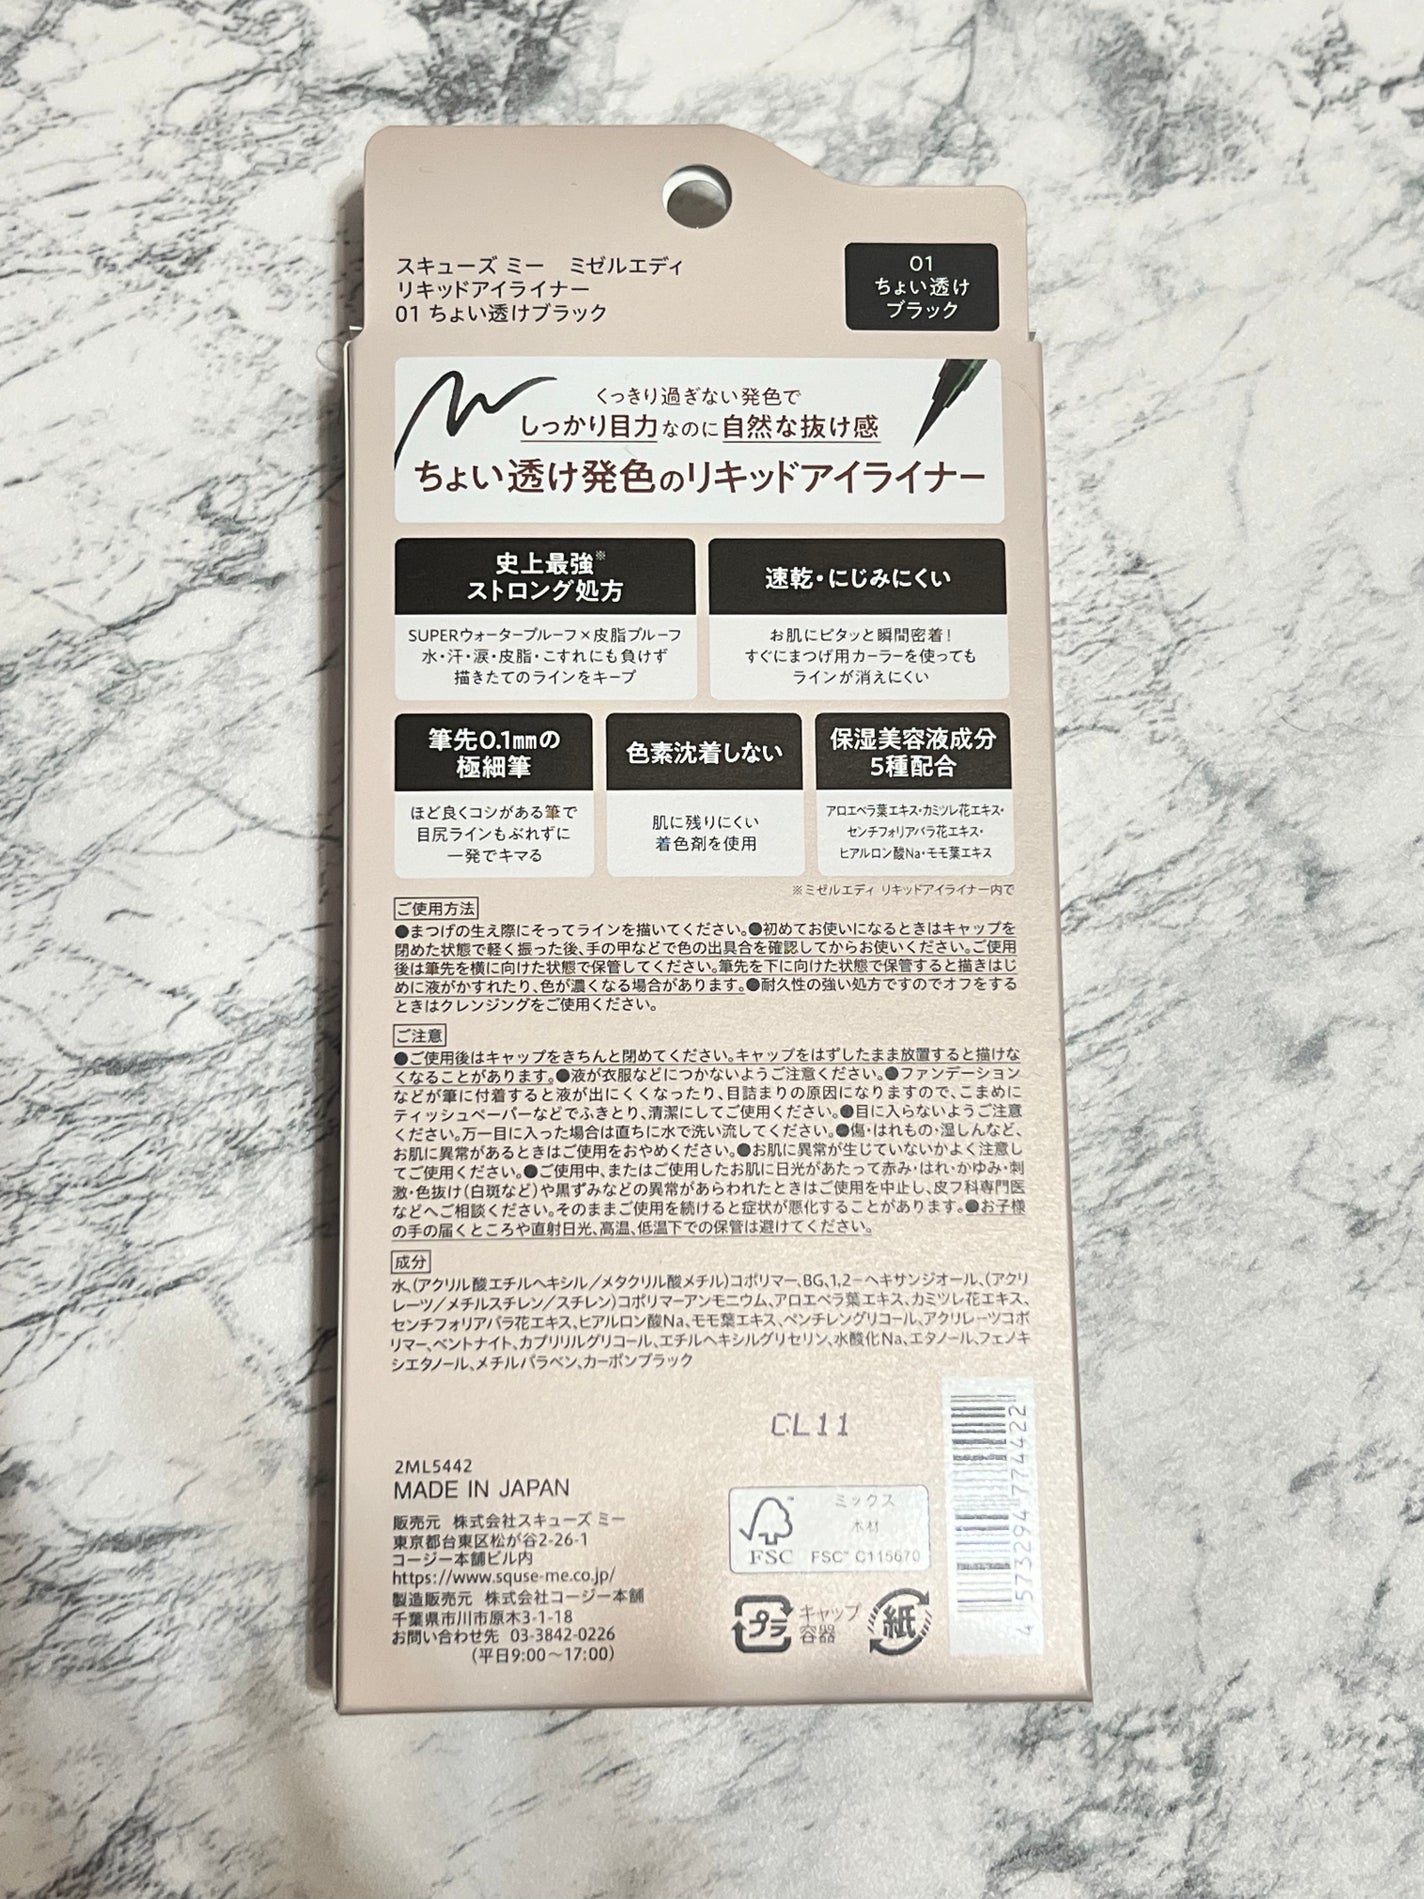 スキューズ ミー　ミゼルエディ
リキッドアイライナー
01 ちょい透けブラック
01
ちょい透け
ブラック
くっきり過ぎない発色で
しっかり目力なのに自然な抜け感
ちょい透け発色のリキッドアイライナー
史上最強※
ストロング処方
SUPERウォータープルーフ×皮脂プルーフ
水・汗・涙・皮脂・こすれにも負けず
描きたてのラインをキープ
速乾・にじみにくい
お肌にピタッと瞬間密着！
すぐにまつげ用カーラーを使っても
ラインが消えにくい
筆先0.1mmの
極細筆
ほど良くコシがある筆で
目尻ラインもぶれずに
一発でキマる
色素沈着しない
肌に残りにくい
着色剤を使用
保湿美容液成分
5種配合
アロエベラ葉エキス・カミツレ花エキス・
センチフォリアバラ花エキス・
ヒアルロン酸Na・モモ葉エキス
※ミゼルエディ リキッドアイライナー内で
ご使用方法
●まつげの生え際にそってラインを描いてください。●初めてお使いになるときはキャップを
閉めた状態で軽く振った後、手の甲などで色の出具合を確認してからお使いください。ご使用
後は筆先を横に向けた状態で保管してください。筆先を下に向けた状態で保管すると描きはじ
めに液がかすれたり、色が濃くなる場合があります。●耐久性の強い処方ですのでオフをする
ときはクレンジングをご使用ください。
ご注意
●ご使用後はキャップをきちんと閉めてください。キャップをはずしたまま放置すると描けな
くなることがあります。●液が衣服などにつかないようご注意ください。●ファンデーション
などが筆に付着すると液が出にくくなったり、目詰まりの原因になりますので、こまめに
ティッシュペーパーなどでふきとり、清潔にしてご使用ください。●目に入らないようご注意
ください。万一目に入った場合は直ちに水で洗い流してください。●傷・はれもの・湿しんなど、
お肌に異常があるときはご使用をおやめください。●お肌に異常が生じていないかよく注意し
てご使用ください。●ご使用中、またはご使用したお肌に日光があたって赤み・はれ・かゆみ・刺
激・色抜け（白斑など）や黒ずみなどの異常があらわれたときはご使用を中止し、皮フ科専門医
などへご相談ください。そのままご使用を続けると症状が悪化することがあります。●お子様
の手の届くところや直射日光、高温、低温下での保管は避けてください。
成分
水、（アクリル酸エチルヘキシル／メタクリル酸メチル）コポリマー、BG、1,2-ヘキサンジオール、（アクリ
レーツ／メチルスチレン／スチレン）コポリマーアンモニウム、アロエベラ葉エキス、カミツレ花エキス、
センチフォリアバラ花エキス、ヒアルロン酸Na、モモ葉エキス、ペンチレングリコール、アクリレーツコポ
リマー、ベントナイト、カプリリルグリコール、エチルヘキシルグリセリン、水酸化Na、エタノール、フェノキ
シエタノール、メチルパラベン、カーボンブラック
CL11
2ML5442
MADE IN JAPAN
販売元 株式会社スキューズ ミー
東京都台東区松が谷2-26-1
コージー本舗ビル内
https://www.squse-me.co.jp/
製造販売元 株式会社コージー本舗
千葉県市川市原木3-1-18
お問い合わせ先 03-3842-0226
（平日9:00〜17:00）
ミックス
木材
FSC
FSC™ C115670
プラ
キャップ
容器
紙
4 573294 774422